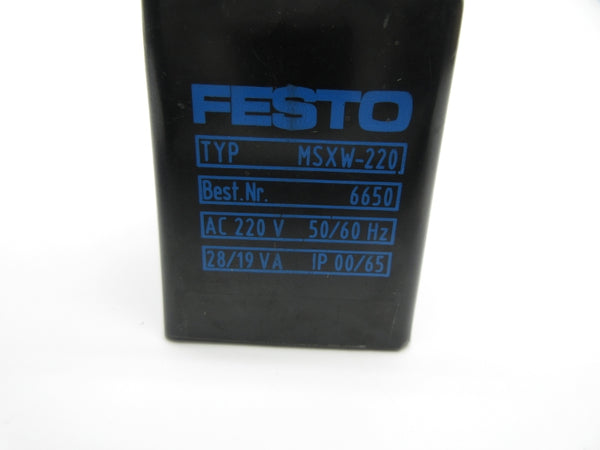 FESTO
TYP MSXW-220
Best.Nr. 6650
AC 220 V 50/60 Hz
28/19 VA IP 00/65